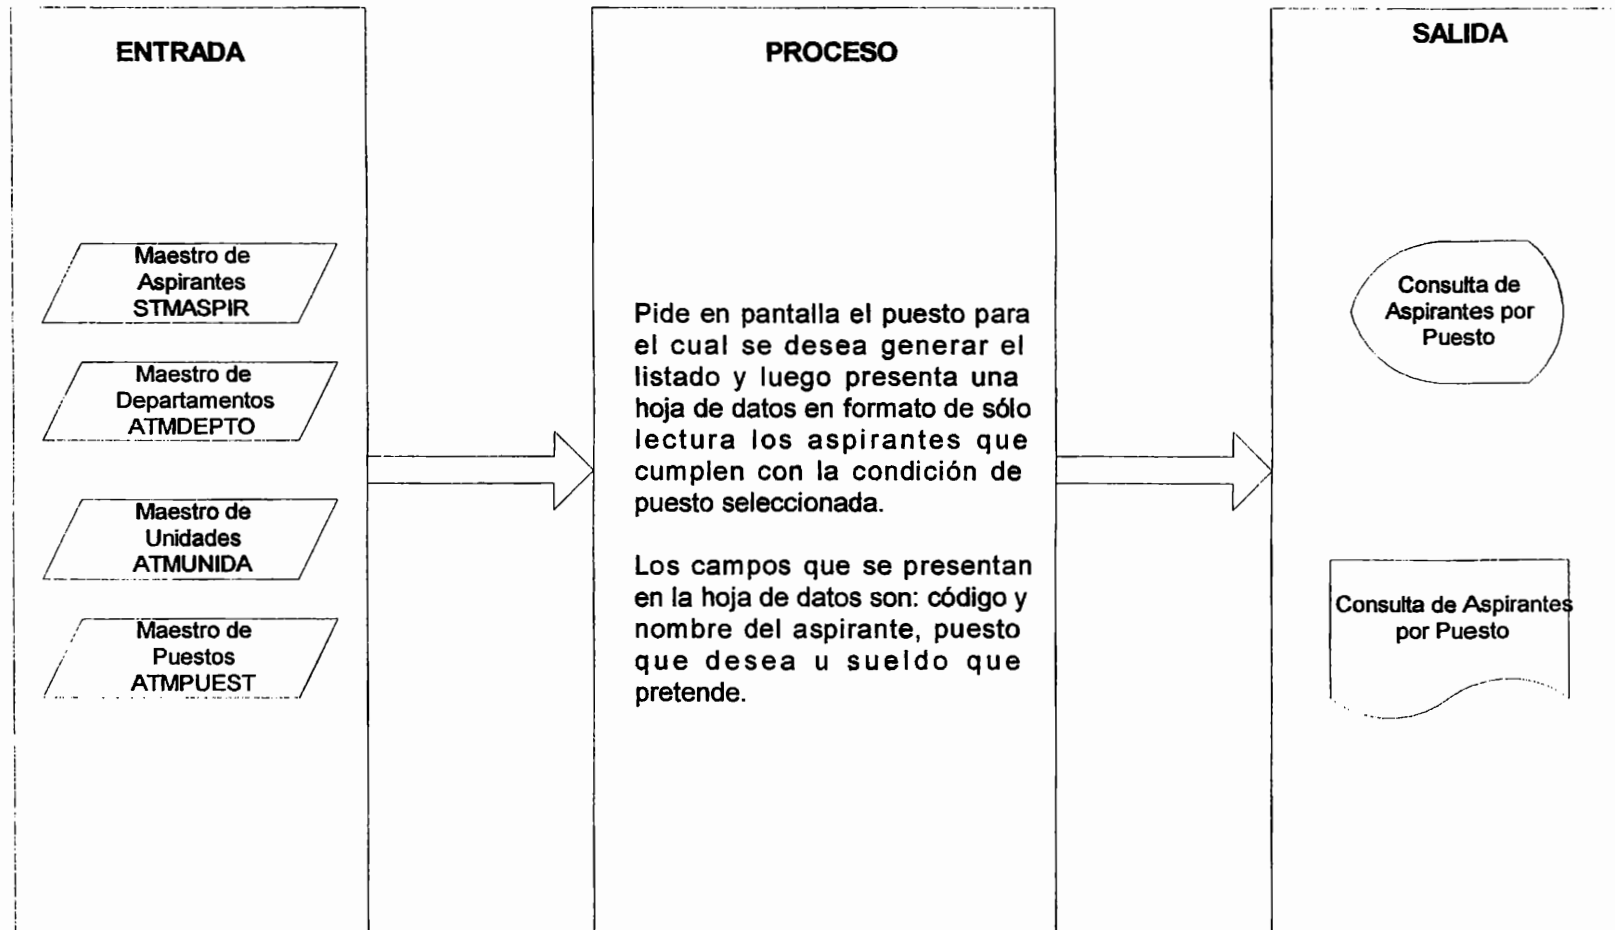 ENTRADA
Maestro de
Aspirantes
STMASPIR
Maestro de
Departamentos
ATMDEPTO
Maestro de
Unidades
ATMUNIDA
Maestro de
Puestos
ATMPUEST
PROCESO
Pide en pantalla el puesto para
el cual se desea generar el
listado y luego presenta una
hoja de datos en formato de sólo
lectura los aspirantes que
cumplen con la condición de
puesto seleccionada.
Los campos que se presentan
en la hoja de datos son: código y
nombre del aspirante, puesto
que desea u sueldo que
pretende.
SALIDA
Consulta de
Aspirantes por
Puesto
Consulta de Aspirantes
por Puesto